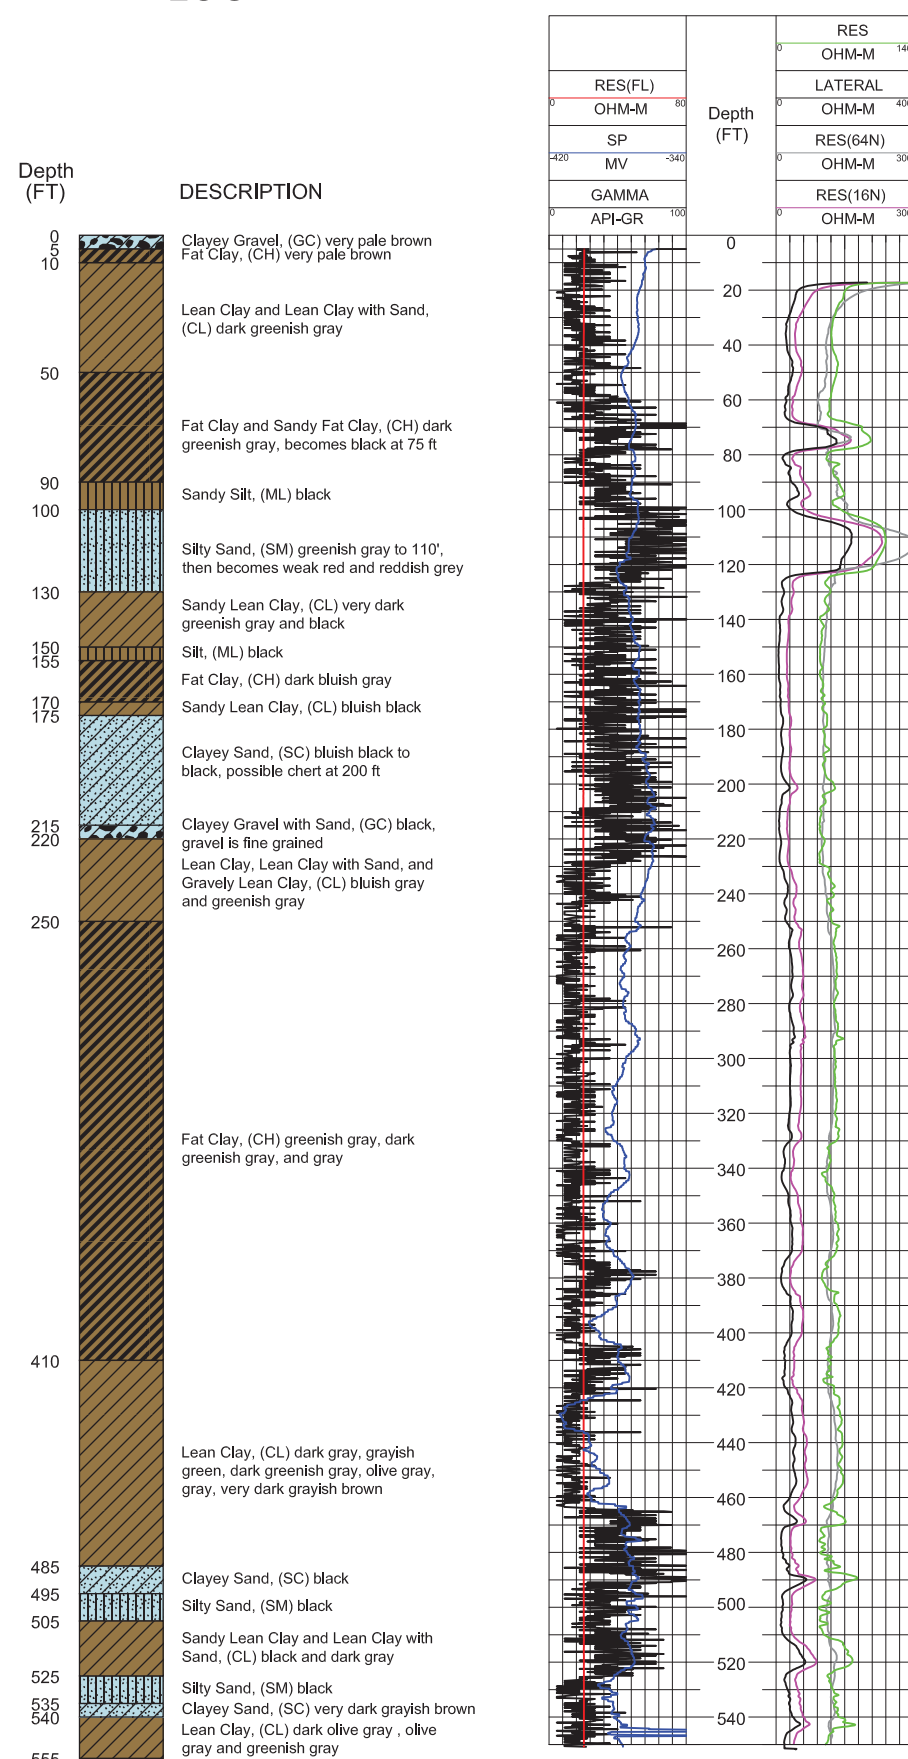 Depth
(FT)
DESCRIPTION
0
Clayey Gravel, (GC) very pale brown
5
Fat Clay, (CH) very pale brown
10
Lean Clay and Lean Clay with Sand,
(CL) dark greenish gray
50
Fat Clay and Sandy Fat Clay, (CH) dark
greenish gray, becomes black at 75 ft
90
Sandy Silt, (ML) black
100
Silty Sand, (SM) greenish gray to 110',
then becomes weak red and reddish grey
130
Sandy Lean Clay, (CL) very dark
greenish gray and black
150
Silt, (ML) black
155
Fat Clay, (CH) dark bluish gray
170
Sandy Lean Clay, (CL) bluish black
175
Clayey Sand, (SC) bluish black to
black, possible chert at 200 ft
215
Clayey Gravel with Sand, (GC) black,
gravel is fine grained
220
Lean Clay, Lean Clay with Sand, and
Gravely Lean Clay, (CL) bluish gray
and greenish gray
250
Fat Clay, (CH) greenish gray, dark
greenish gray, and gray
410
Lean Clay, (CL) dark gray, grayish
green, dark greenish gray, olive gray,
gray, very dark grayish brown
485
Clayey Sand, (SC) black
495
Silty Sand, (SM) black
505
Sandy Lean Clay and Lean Clay with
Sand, (CL) black and dark gray
525
Silty Sand, (SM) black
535
Clayey Sand, (SC) very dark grayish brown
540
Lean Clay, (CL) dark olive gray , olive
gray and greenish gray
555
RES(FL)
0 OHM-M 80
SP
-420 MV -340
GAMMA
0 API-GR 100
Depth
(FT)
RES
0 OHM-M 140
LATERAL
0 OHM-M 400
RES(64N)
0 OHM-M 300
RES(16N)
0 OHM-M 300
0
20
40
60
80
100
120
140
160
180
200
220
240
260
280
300
320
340
360
380
400
420
440
460
480
500
520
540